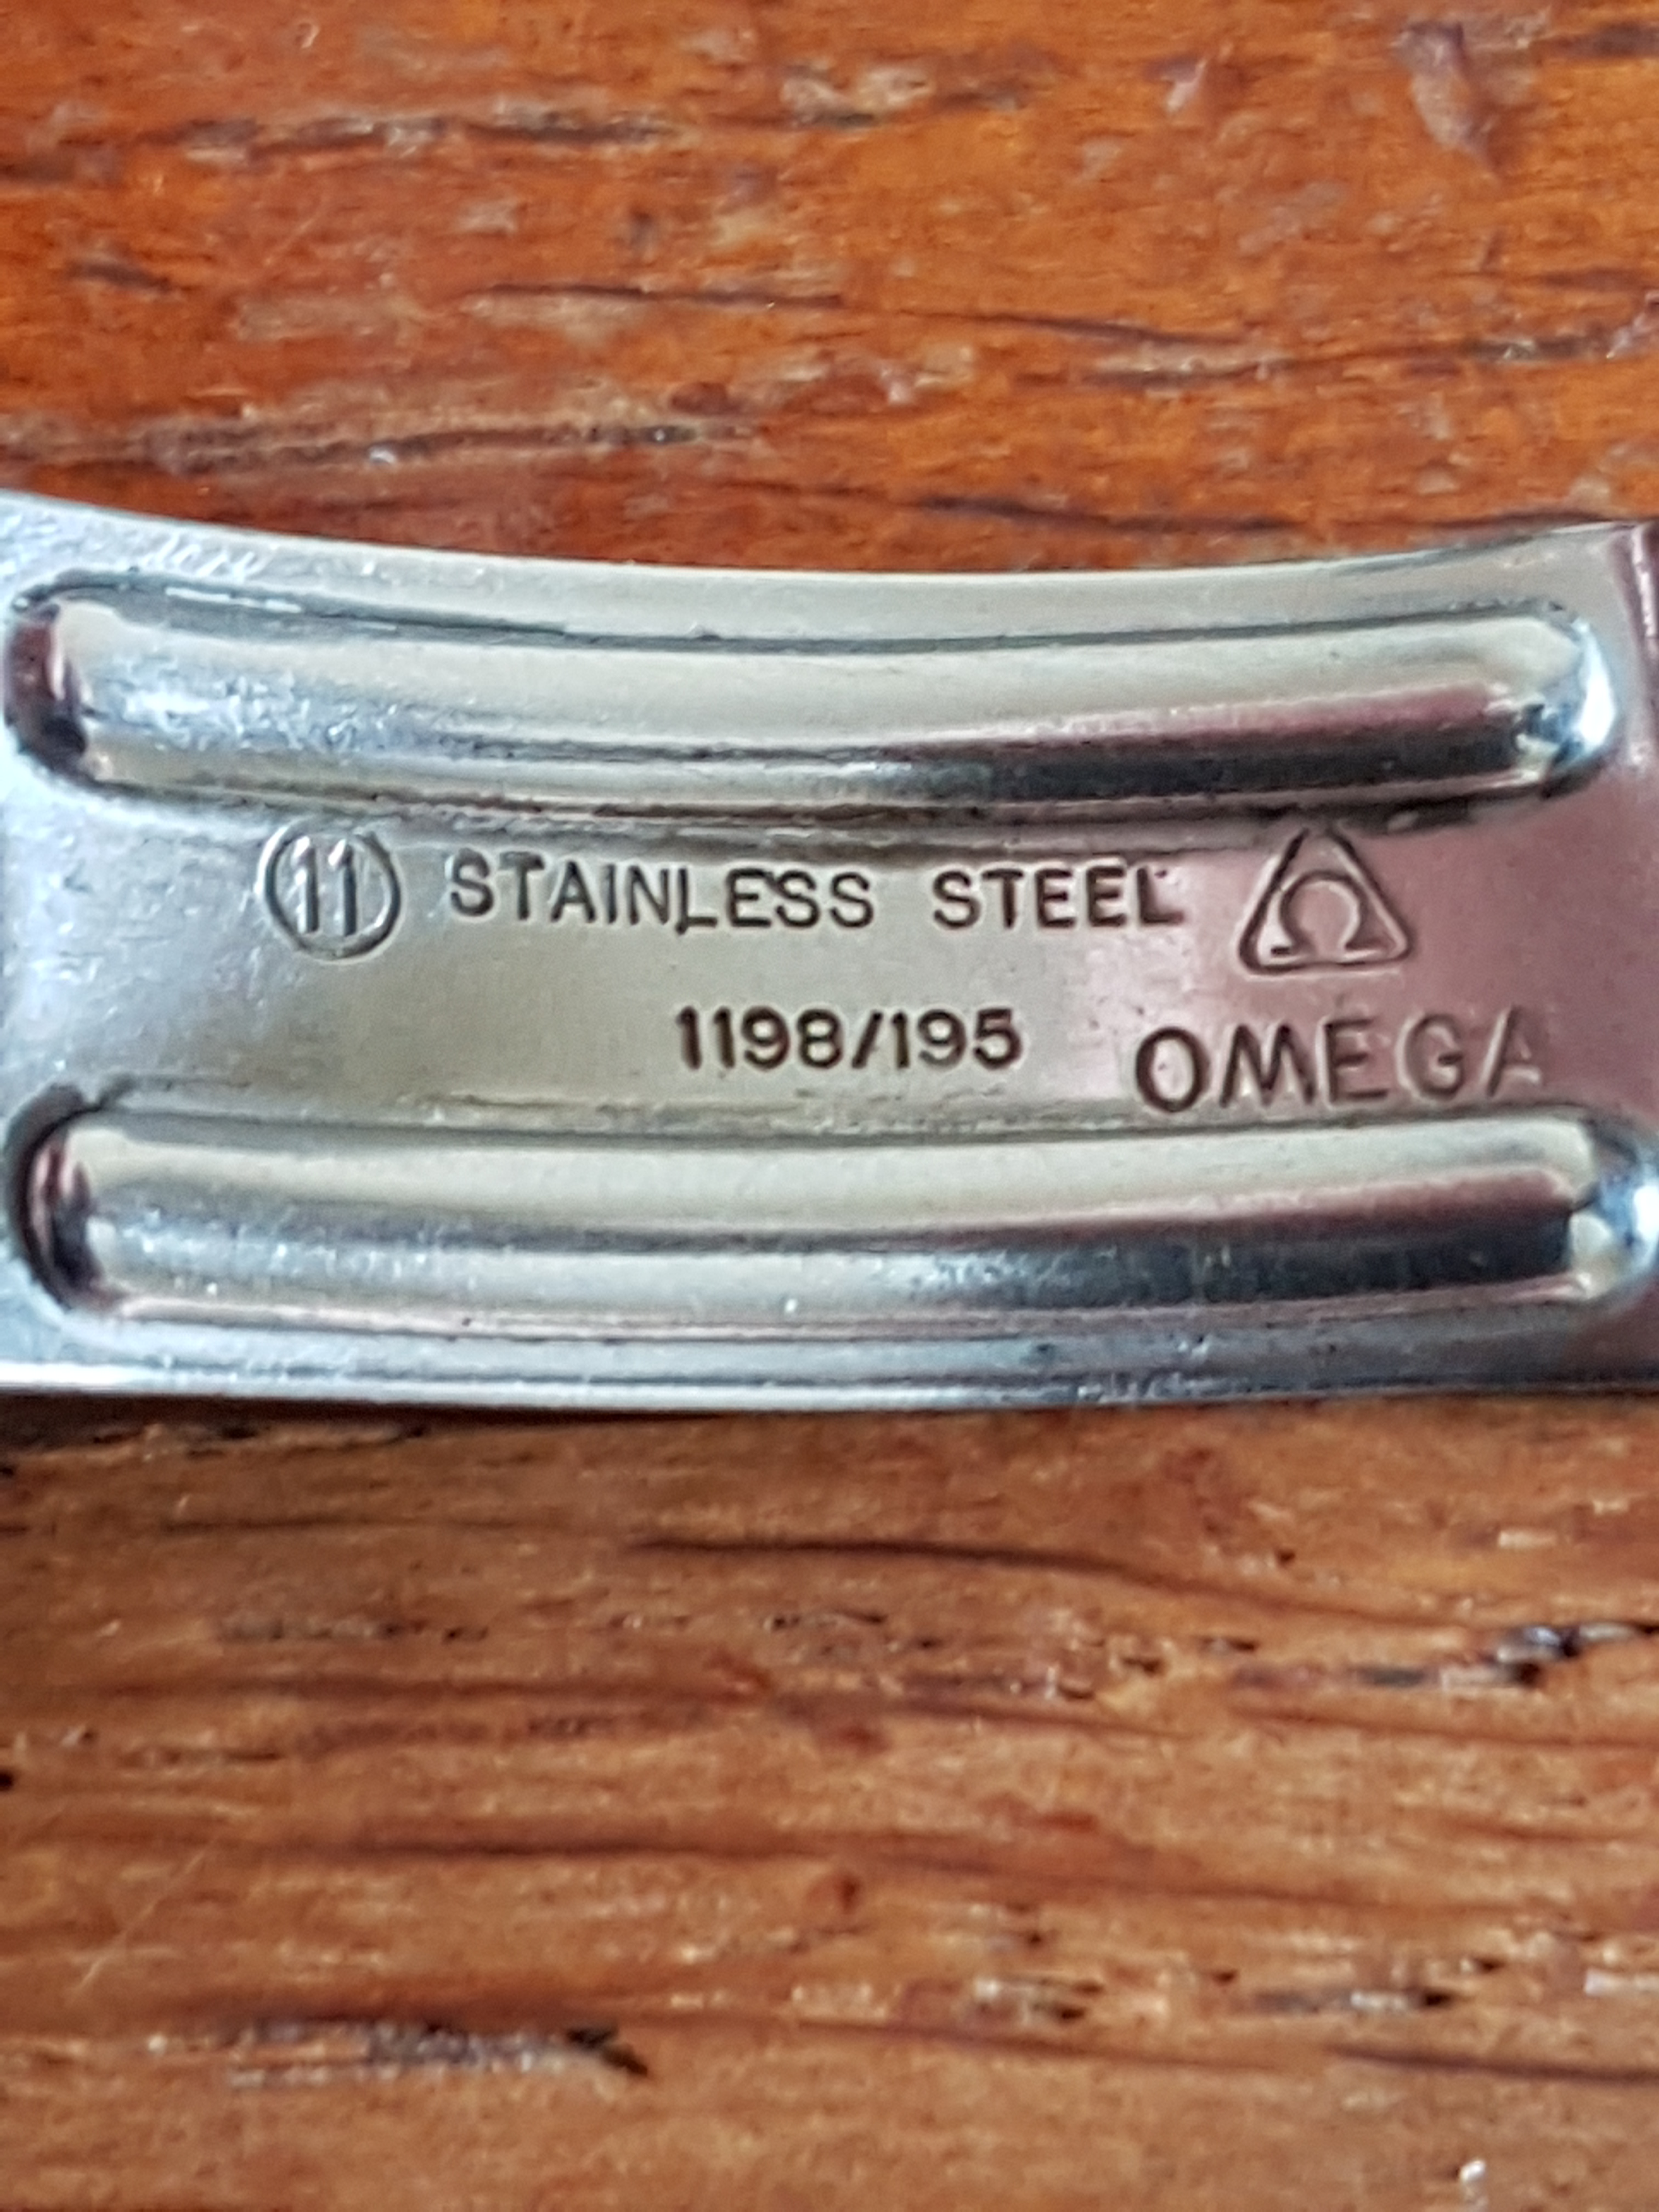 11 STAINLESS STEEL Ω
1198/195 OMEGA